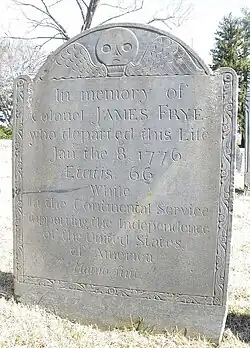 In memory of
Colonel JAMES FRYE
who departed this Life
Jan the 8 1776
Ætatis 66
While
In the Continental Service
supporting the Independence
of the United States
of America